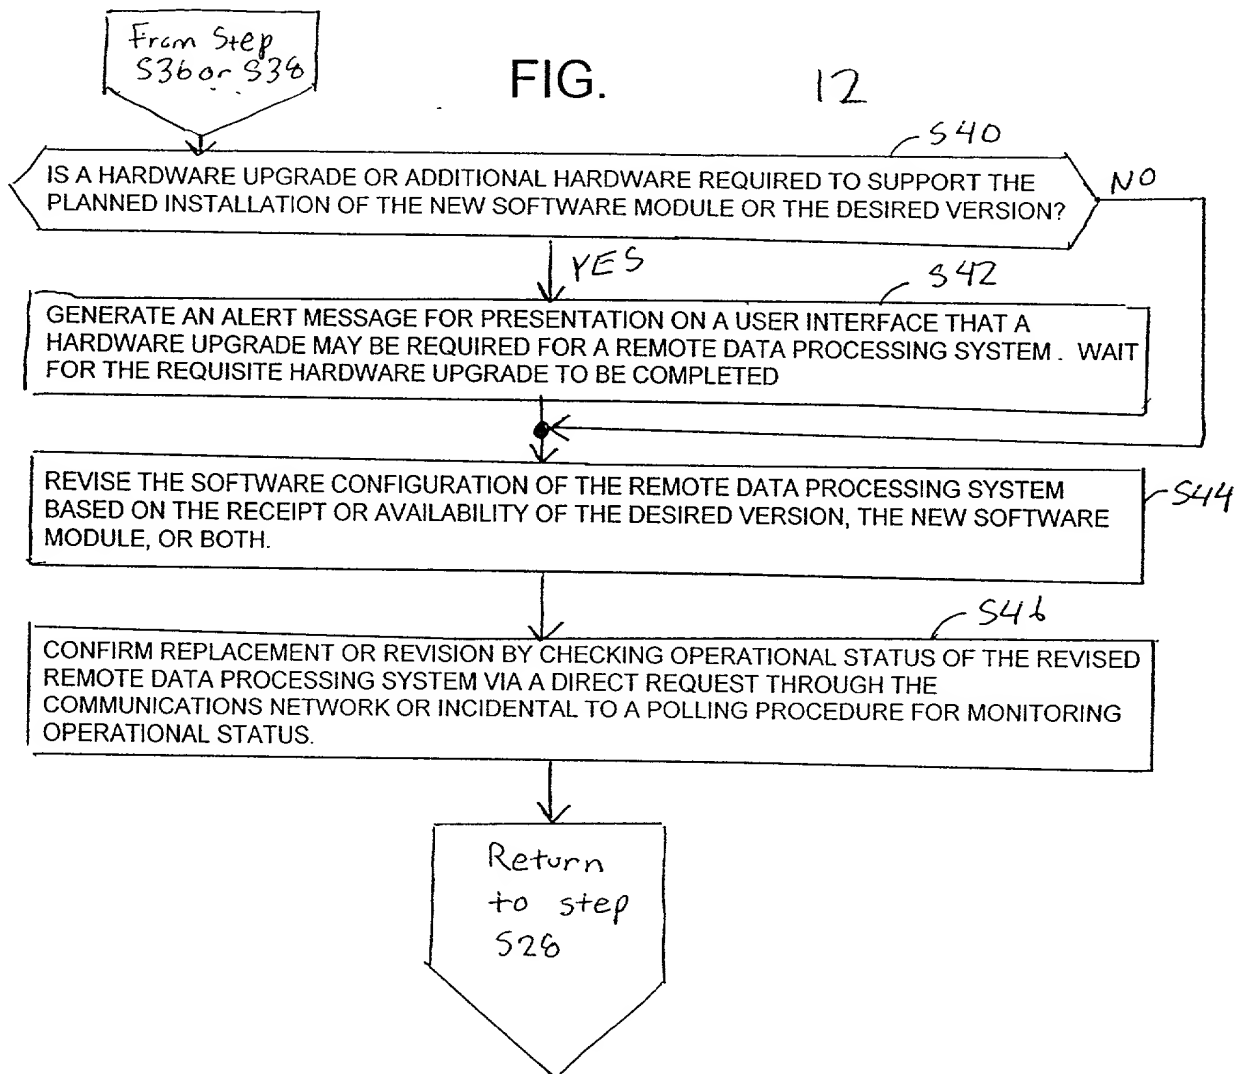 From Step
S36 or S38
FIG. 12
S40
IS A HARDWARE UPGRADE OR ADDITIONAL HARDWARE REQUIRED TO SUPPORT THE
PLANNED INSTALLATION OF THE NEW SOFTWARE MODULE OR THE DESIRED VERSION?
NO
YES
S42
GENERATE AN ALERT MESSAGE FOR PRESENTATION ON A USER INTERFACE THAT A
HARDWARE UPGRADE MAY BE REQUIRED FOR A REMOTE DATA PROCESSING SYSTEM . WAIT
FOR THE REQUISITE HARDWARE UPGRADE TO BE COMPLETED
REVISE THE SOFTWARE CONFIGURATION OF THE REMOTE DATA PROCESSING SYSTEM
BASED ON THE RECEIPT OR AVAILABILITY OF THE DESIRED VERSION, THE NEW SOFTWARE
MODULE, OR BOTH.
S44
S46
CONFIRM REPLACEMENT OR REVISION BY CHECKING OPERATIONAL STATUS OF THE REVISED
REMOTE DATA PROCESSING SYSTEM VIA A DIRECT REQUEST THROUGH THE
COMMUNICATIONS NETWORK OR INCIDENTAL TO A POLLING PROCEDURE FOR MONITORING
OPERATIONAL STATUS.
Return
to step
S28